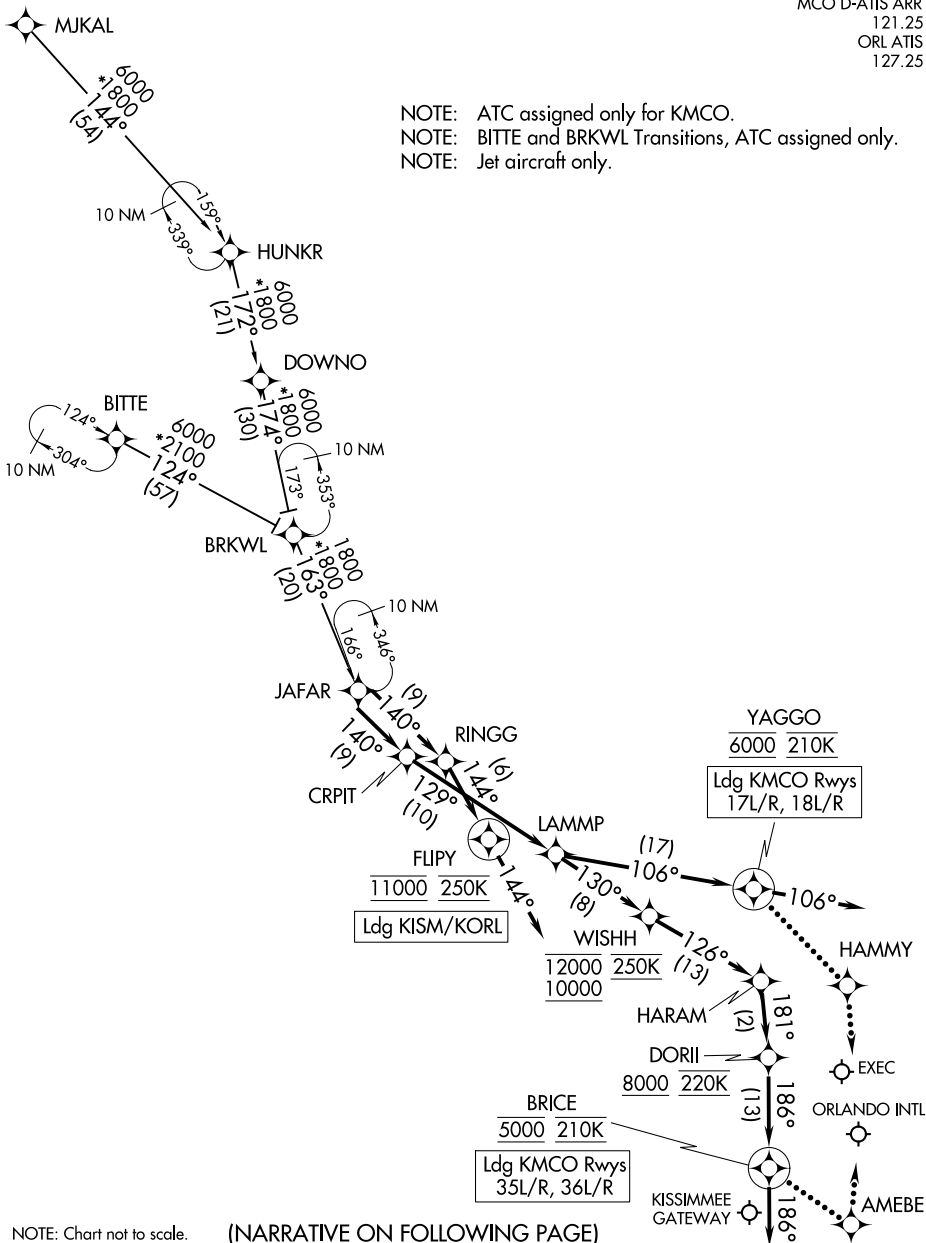 MCO D-ATIS ARR
121.25
ORL ATIS
127.25
MJKAL
6000
*1800
144°
(54)
NOTE: ATC assigned only for KMCO.
NOTE: BITTE and BRKWL Transitions, ATC assigned only.
NOTE: Jet aircraft only.
10 NM
159°
339°
HUNKR
6000
*1800
172°
(21)
DOWNO
6000
*1800
174°
(30)
BITTE
124°
304°
10 NM
6000
*2100
124°
(57)
10 NM
173°
353°
BRKWL
1800
*1800
163°
(20)
10 NM
166°
346°
JAFAR
(9)
140°
140°
(9)
RINGG
(6)
144°
CRPIT
129°
(10)
YAGGO
6000 210K
Ldg KMCO Rwys
17L/R, 18L/R
LAMMP
(17)
106°
106°
FLIPY
11000 250K
Ldg KISM/KORL
144°
130°
(8)
WISHH
12000 250K
10000
126°
(13)
HAMMY
HARAM
181°
(2)
DORII
8000 220K
EXEC
186°
(13)
BRICE
5000 210K
Ldg KMCO Rwys
35L/R, 36L/R
ORLANDO INTL
KISSIMMEE
GATEWAY
AMEBE
186°
NOTE: Chart not to scale.
(NARRATIVE ON FOLLOWING PAGE)